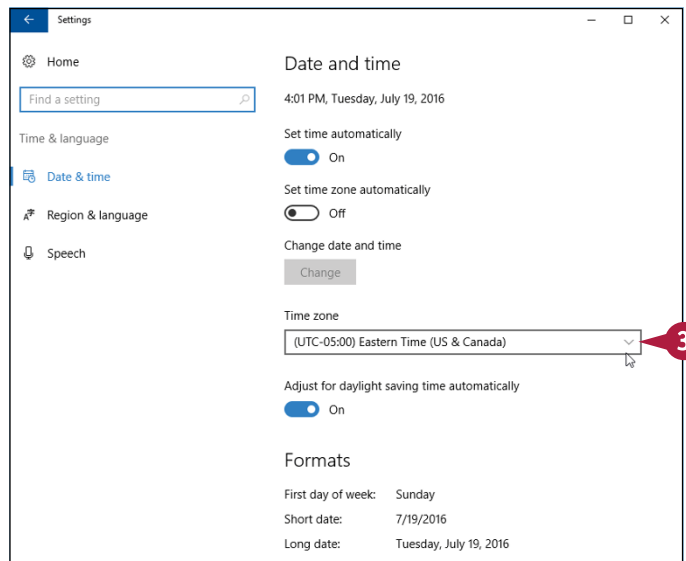 Settings
Home
Find a setting
Time & language
Date & time
Region & language
Speech
Date and time
4:01 PM, Tuesday, July 19, 2016
Set time automatically
On
Set time zone automatically
Off
Change date and time
Change
Time zone
(UTC-05:00) Eastern Time (US & Canada)
3
Adjust for daylight saving time automatically
On
Formats
First day of week: Sunday
Short date: 7/19/2016
Long date: Tuesday, July 19, 2016